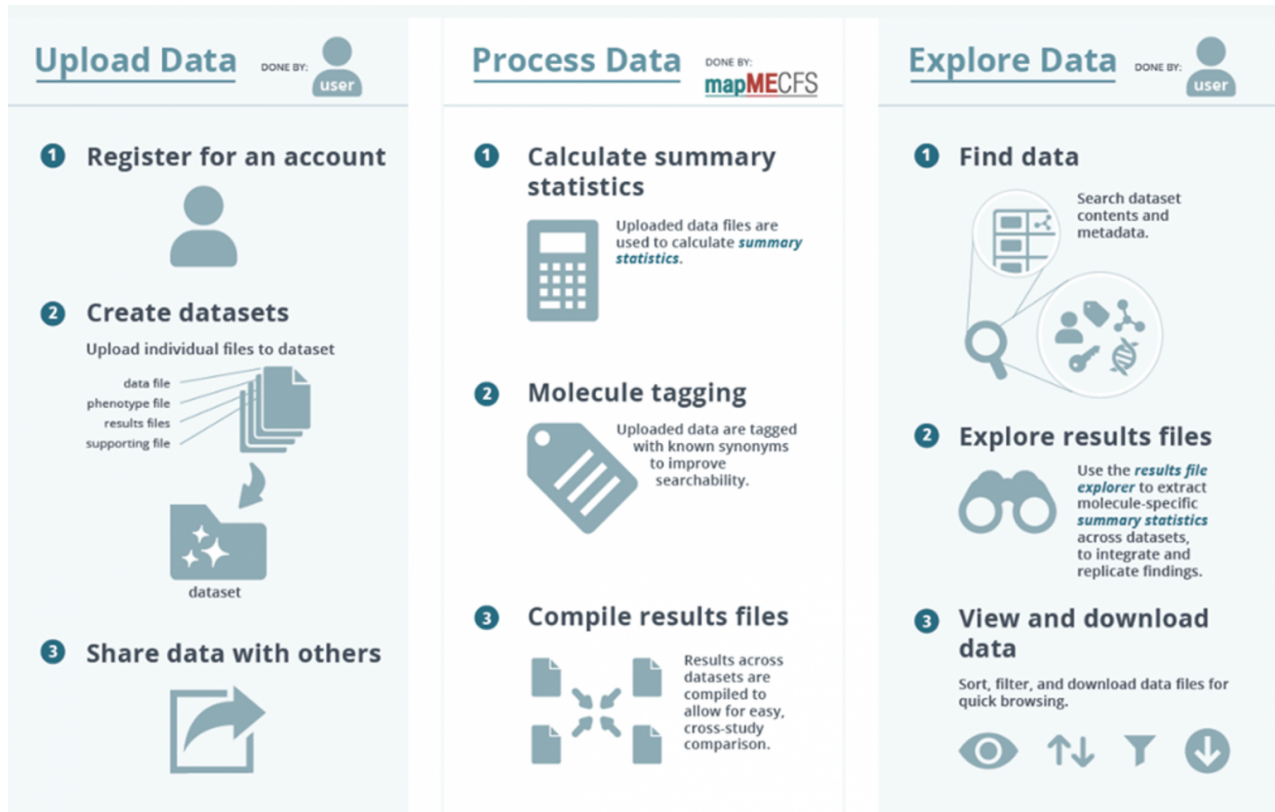 Upload Data
DONE BY:
user
1 Register for an account
2 Create datasets
Upload individual files to dataset
data file
phenotype file
results files
supporting file
dataset
3 Share data with others
Process Data
DONE BY:
mapMECFS
1 Calculate summary
statistics
Uploaded data files are
used to calculate summary
statistics.
2 Molecule tagging
Uploaded data are tagged
with known synonyms
to improve
searchability.
3 Compile results files
Results across
datasets are
compiled to
allow for easy,
cross-study
comparison.
Explore Data
DONE BY:
user
1 Find data
Search dataset
contents and
metadata.
2 Explore results files
Use the results file
explorer to extract
molecule-specific
summary statistics
across datasets,
to integrate and
replicate findings.
3 View and download
data
Sort, filter, and download data files for
quick browsing.